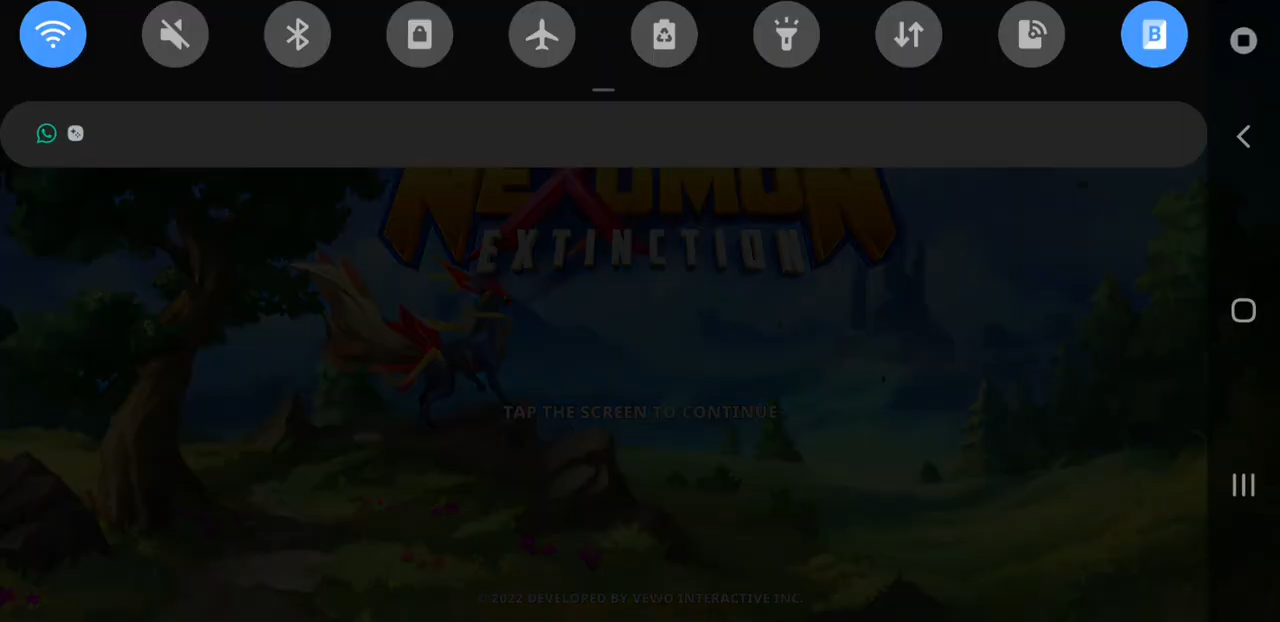 B
NEXOMON
EXTINCTION
TAP THE SCREEN TO CONTINUE
© 2022 DEVELOPED BY VEWO INTERACTIVE INC.